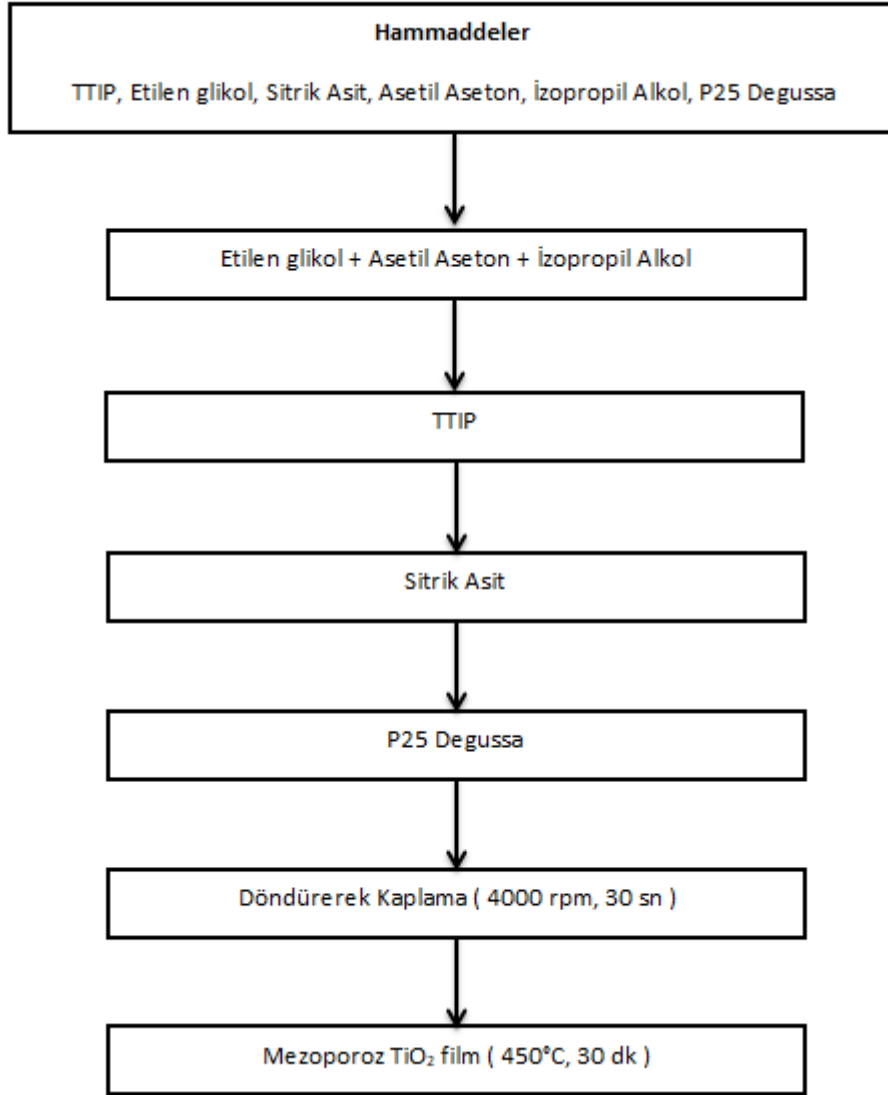 Hammaddeler
TTIP, Etilen glikol, Sitrik Asit, Asetil Aseton, İzopropil Alkol, P25 Degussa
Etilen glikol + Asetil Aseton + İzopropil Alkol
TTIP
Sitrik Asit
P25 Degussa
Döndürerek Kaplama ( 4000 rpm, 30 sn )
Mezoporoz TiO₂ film ( 450°C, 30 dk )